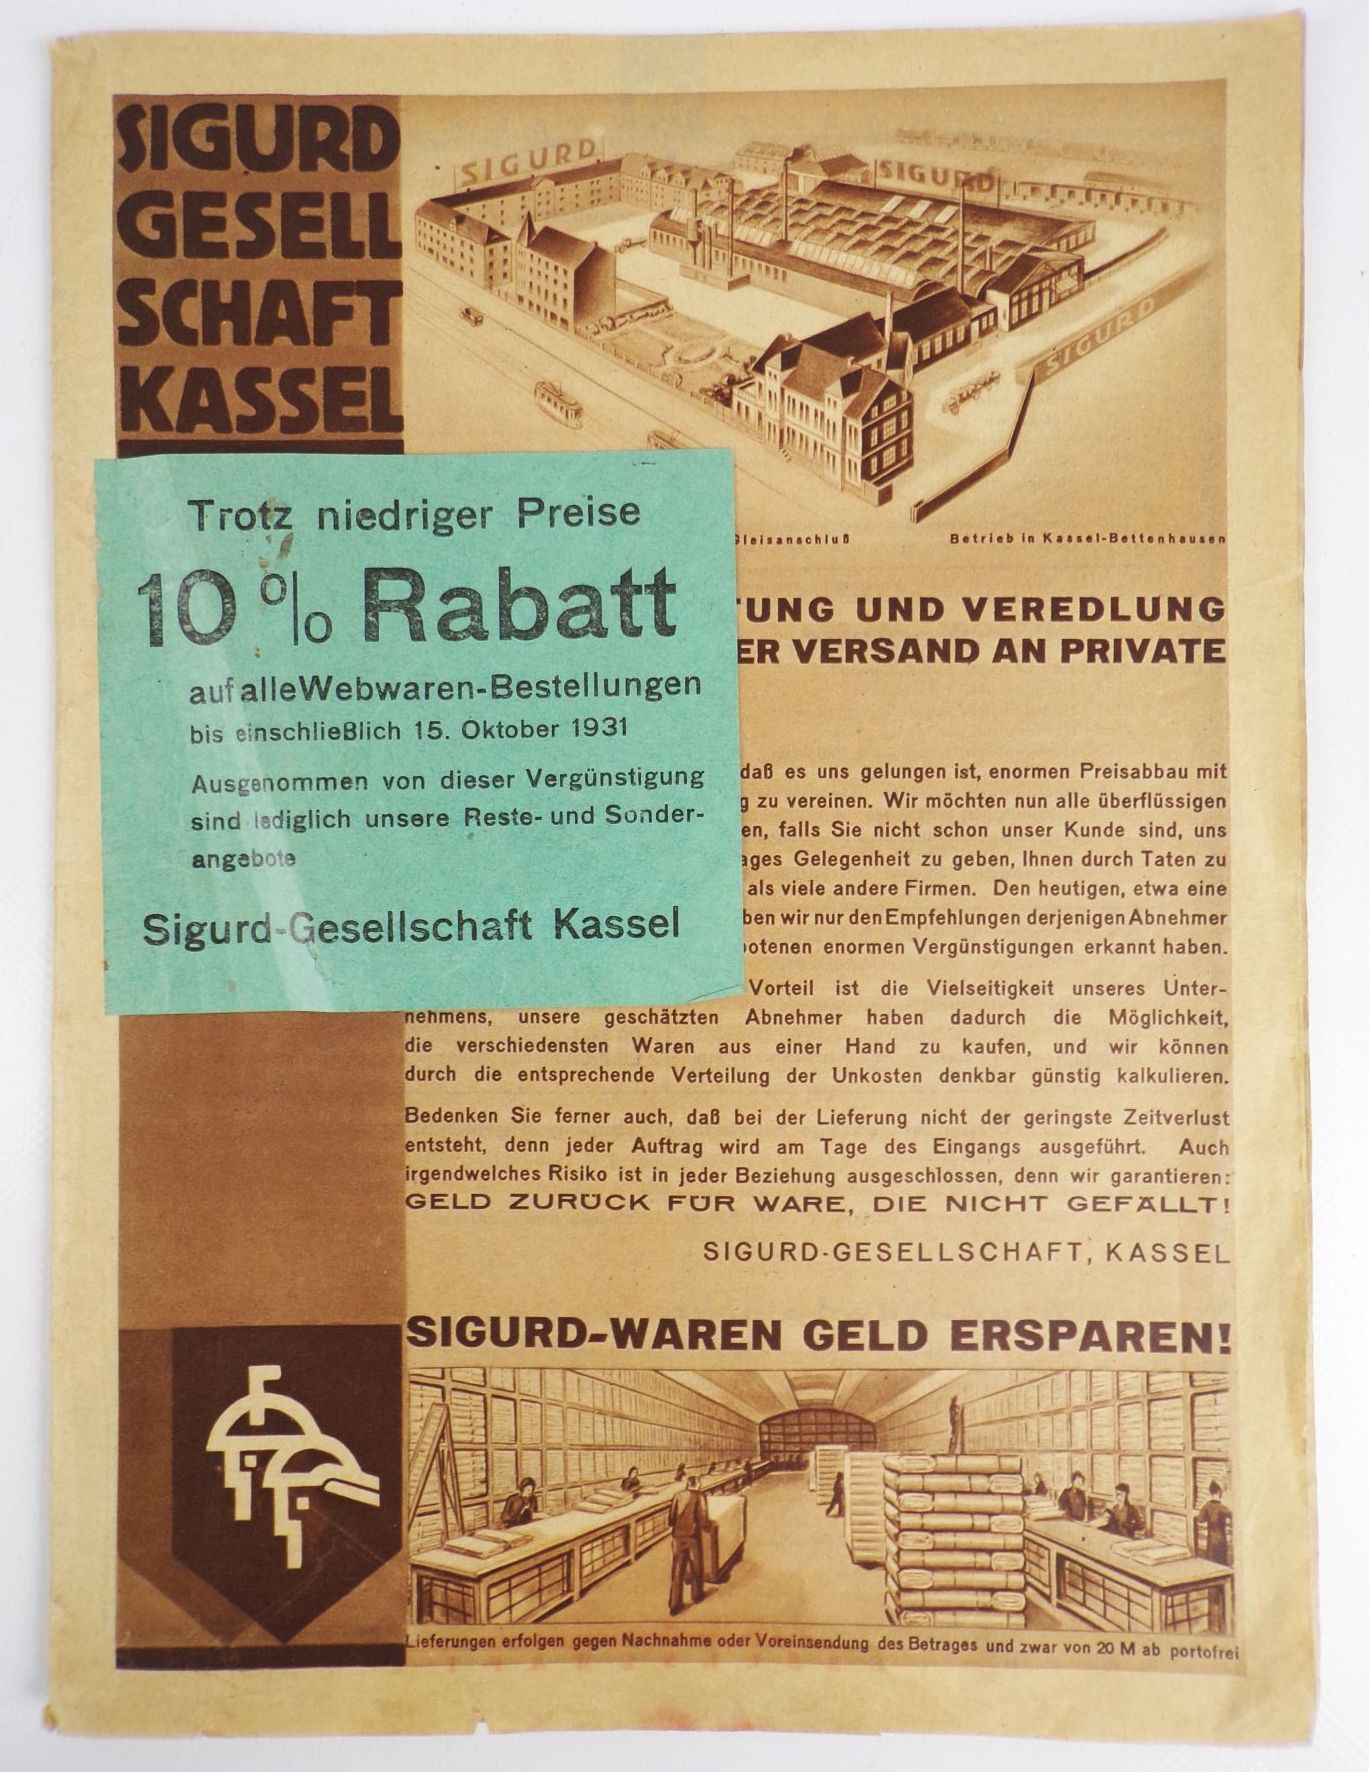 SIGURD
GESELL
SCHAFT
KASSEL
SIGURD
SIGURD
SIGURD
Gleisanschluß Betrieb in Kassel-Bettenhausen
Trotz niedriger Preise
10 % Rabatt
auf alle Webwaren-Bestellungen
bis einschließlich 15. Oktober 1931
Ausgenommen von dieser Vergünstigung
sind lediglich unsere Reste- und Sonder-
angebote
Sigurd-Gesellschaft Kassel
UNG UND VEREDLUNG
ER VERSAND AN PRIVATE
daß es uns gelungen ist, enormen Preisabbau mit
g zu vereinen. Wir möchten nun alle überflüssigen
en, falls Sie nicht schon unser Kunde sind, uns
ages Gelegenheit zu geben, Ihnen durch Taten zu
als viele andere Firmen. Den heutigen, etwa eine
ben wir nur den Empfehlungen derjenigen Abnehmer
botenen enormen Vergünstigungen erkannt haben.
Vorteil ist die Vielseitigkeit unseres Unter-
nehmens, unsere geschätzten Abnehmer haben dadurch die Möglichkeit,
die verschiedensten Waren aus einer Hand zu kaufen, und wir können
durch die entsprechende Verteilung der Unkosten denkbar günstig kalkulieren.
Bedenken Sie ferner auch, daß bei der Lieferung nicht der geringste Zeitverlust
entsteht, denn jeder Auftrag wird am Tage des Eingangs ausgeführt. Auch
irgendwelches Risiko ist in jeder Beziehung ausgeschlossen, denn wir garantieren:
GELD ZURÜCK FÜR WARE, DIE NICHT GEFÄLLT!
SIGURD-GESELLSCHAFT, KASSEL
SIGURD-WAREN GELD ERSPAREN!
Lieferungen erfolgen gegen Nachnahme oder Voreinsendung des Betrages und zwar von 20 M ab portofrei